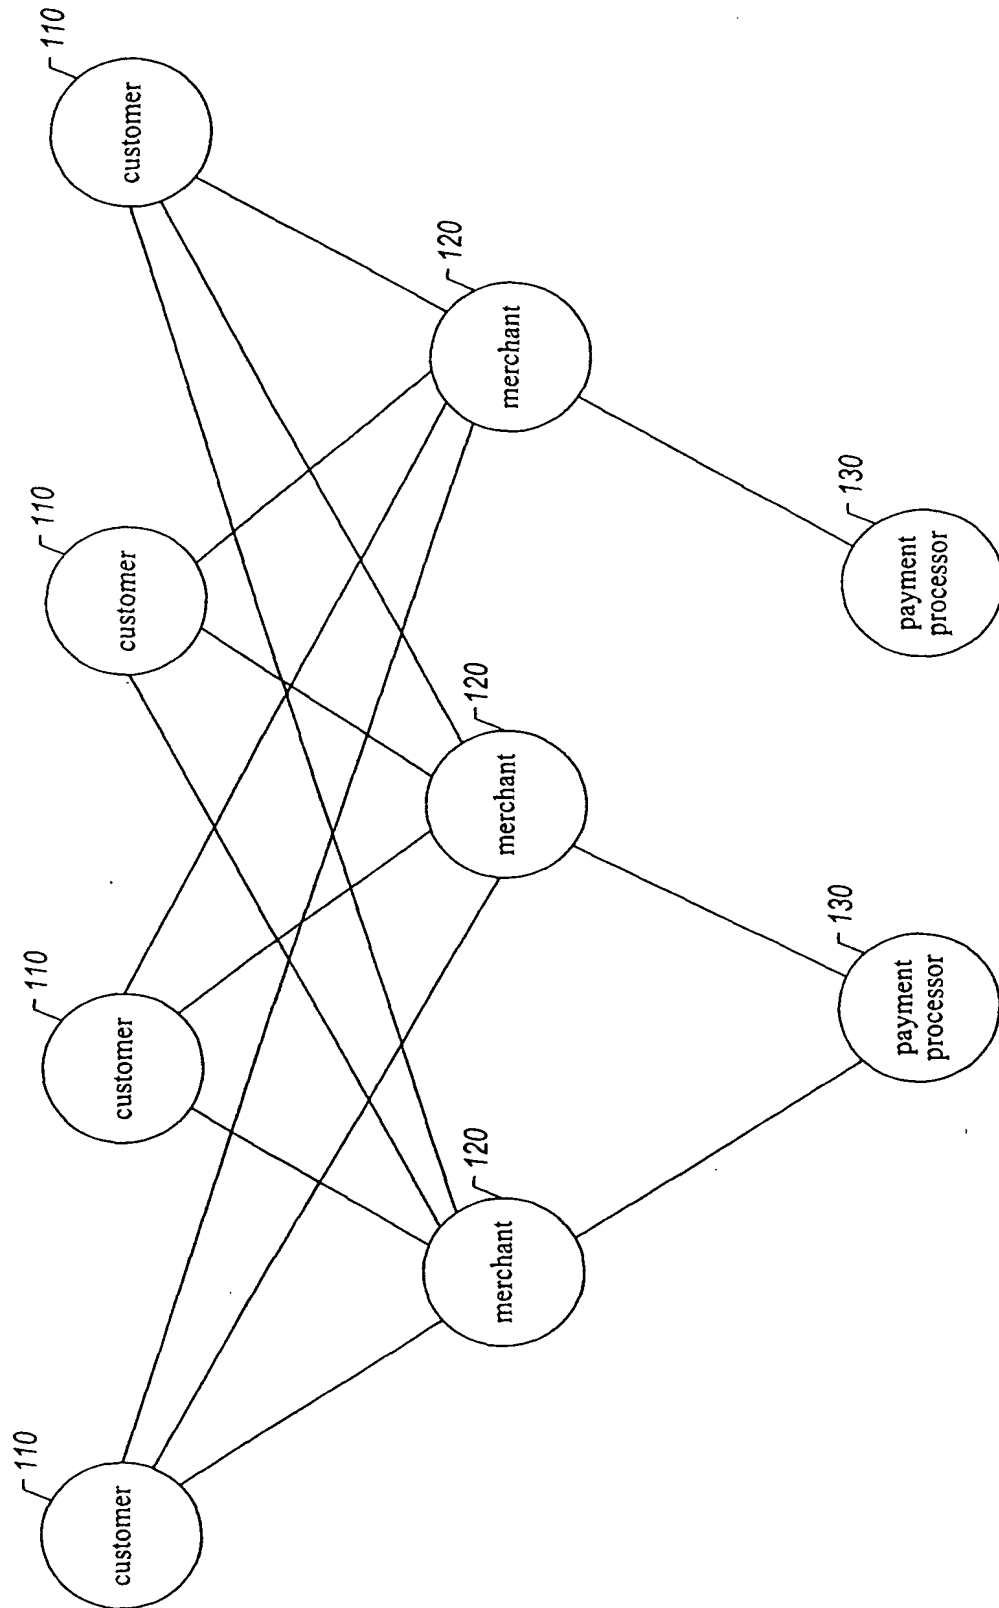 110
customer
110
customer
110
customer
110
customer
120
merchant
120
merchant
120
merchant
130
payment
processor
130
payment
processor